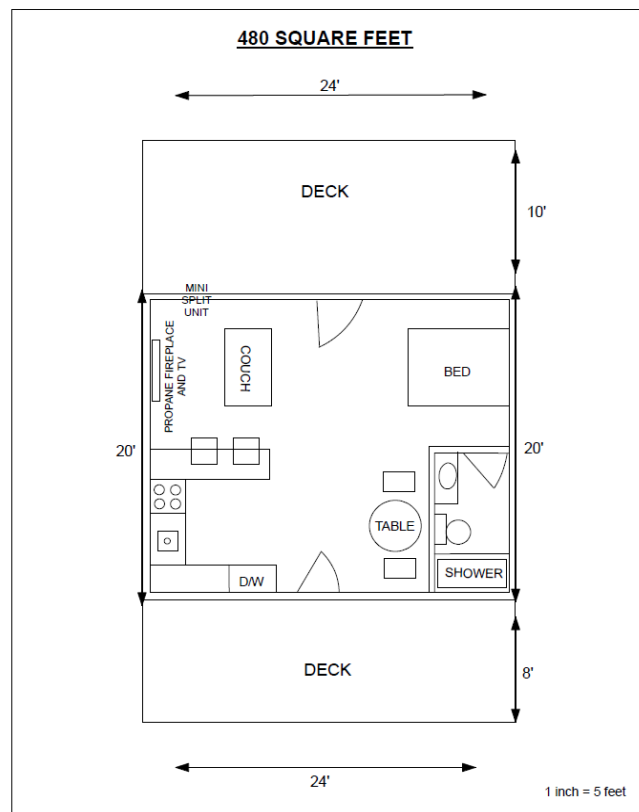 480 SQUARE FEET
24'
DECK
10'
MINI
SPLIT
UNIT
PROPANE FIREPLACE
AND TV
COUCH
BED
20'
20'
TABLE
D/W
SHOWER
DECK
8'
24'
1 inch = 5 feet